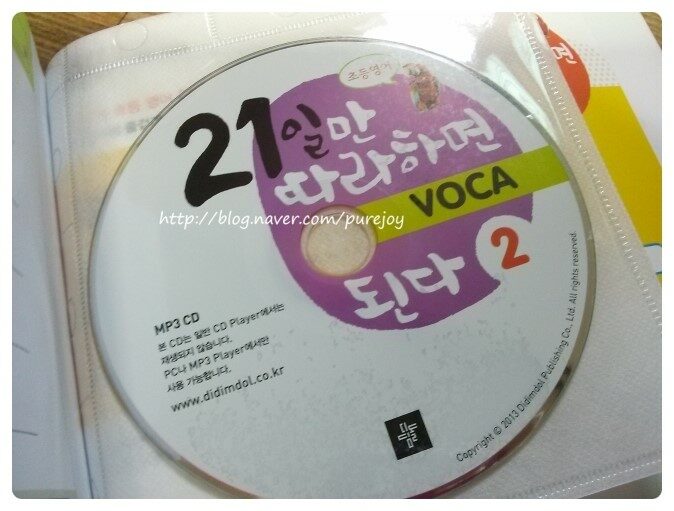 초등영어
21일만
따라하면
VOCA
된다 2
http://blog.naver.com/purejoy
MP3 CD
본 CD는 일반 CD Player에서는
재생되지 않습니다.
PC나 MP3 Player에서만
사용 가능합니다.
www.didimdol.co.kr
디딤돌
Copyright © 2013 Didimdol Publishing Co., Ltd. All rights reserved.